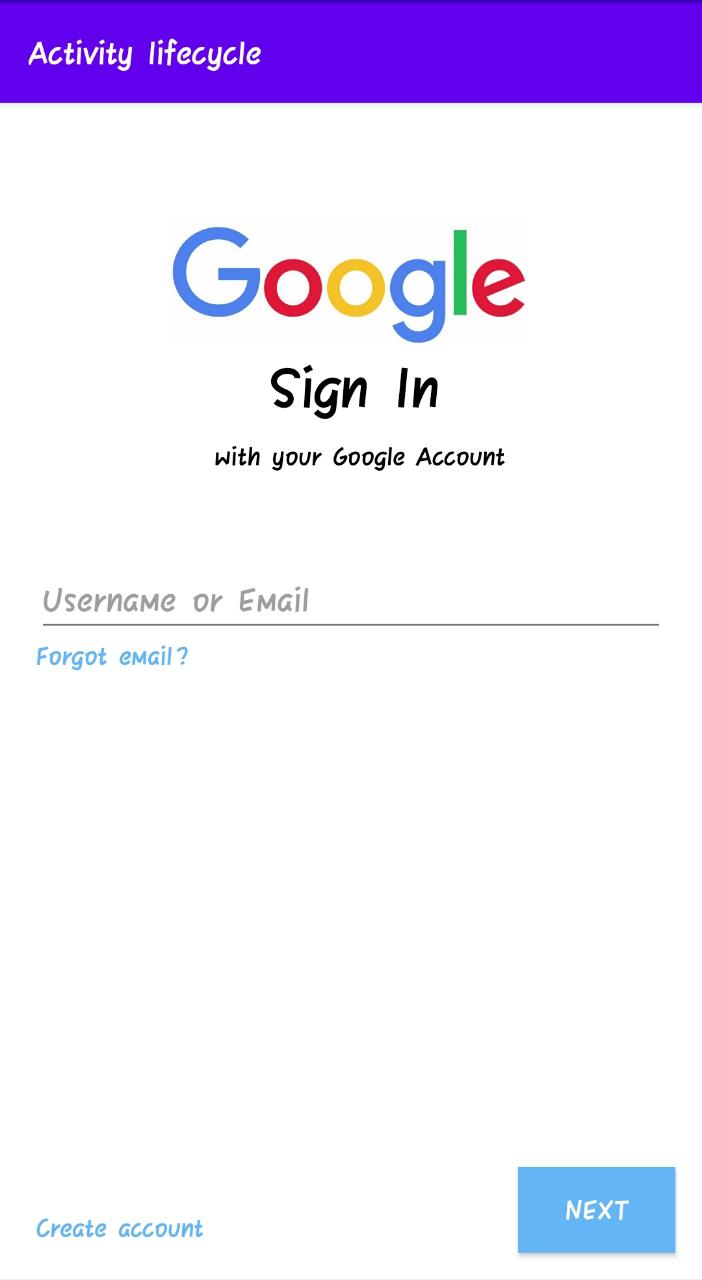 Activity lifecycle
Google
Sign In
with your Google Account
Username or Email
Forgot email?
Create account
NEXT